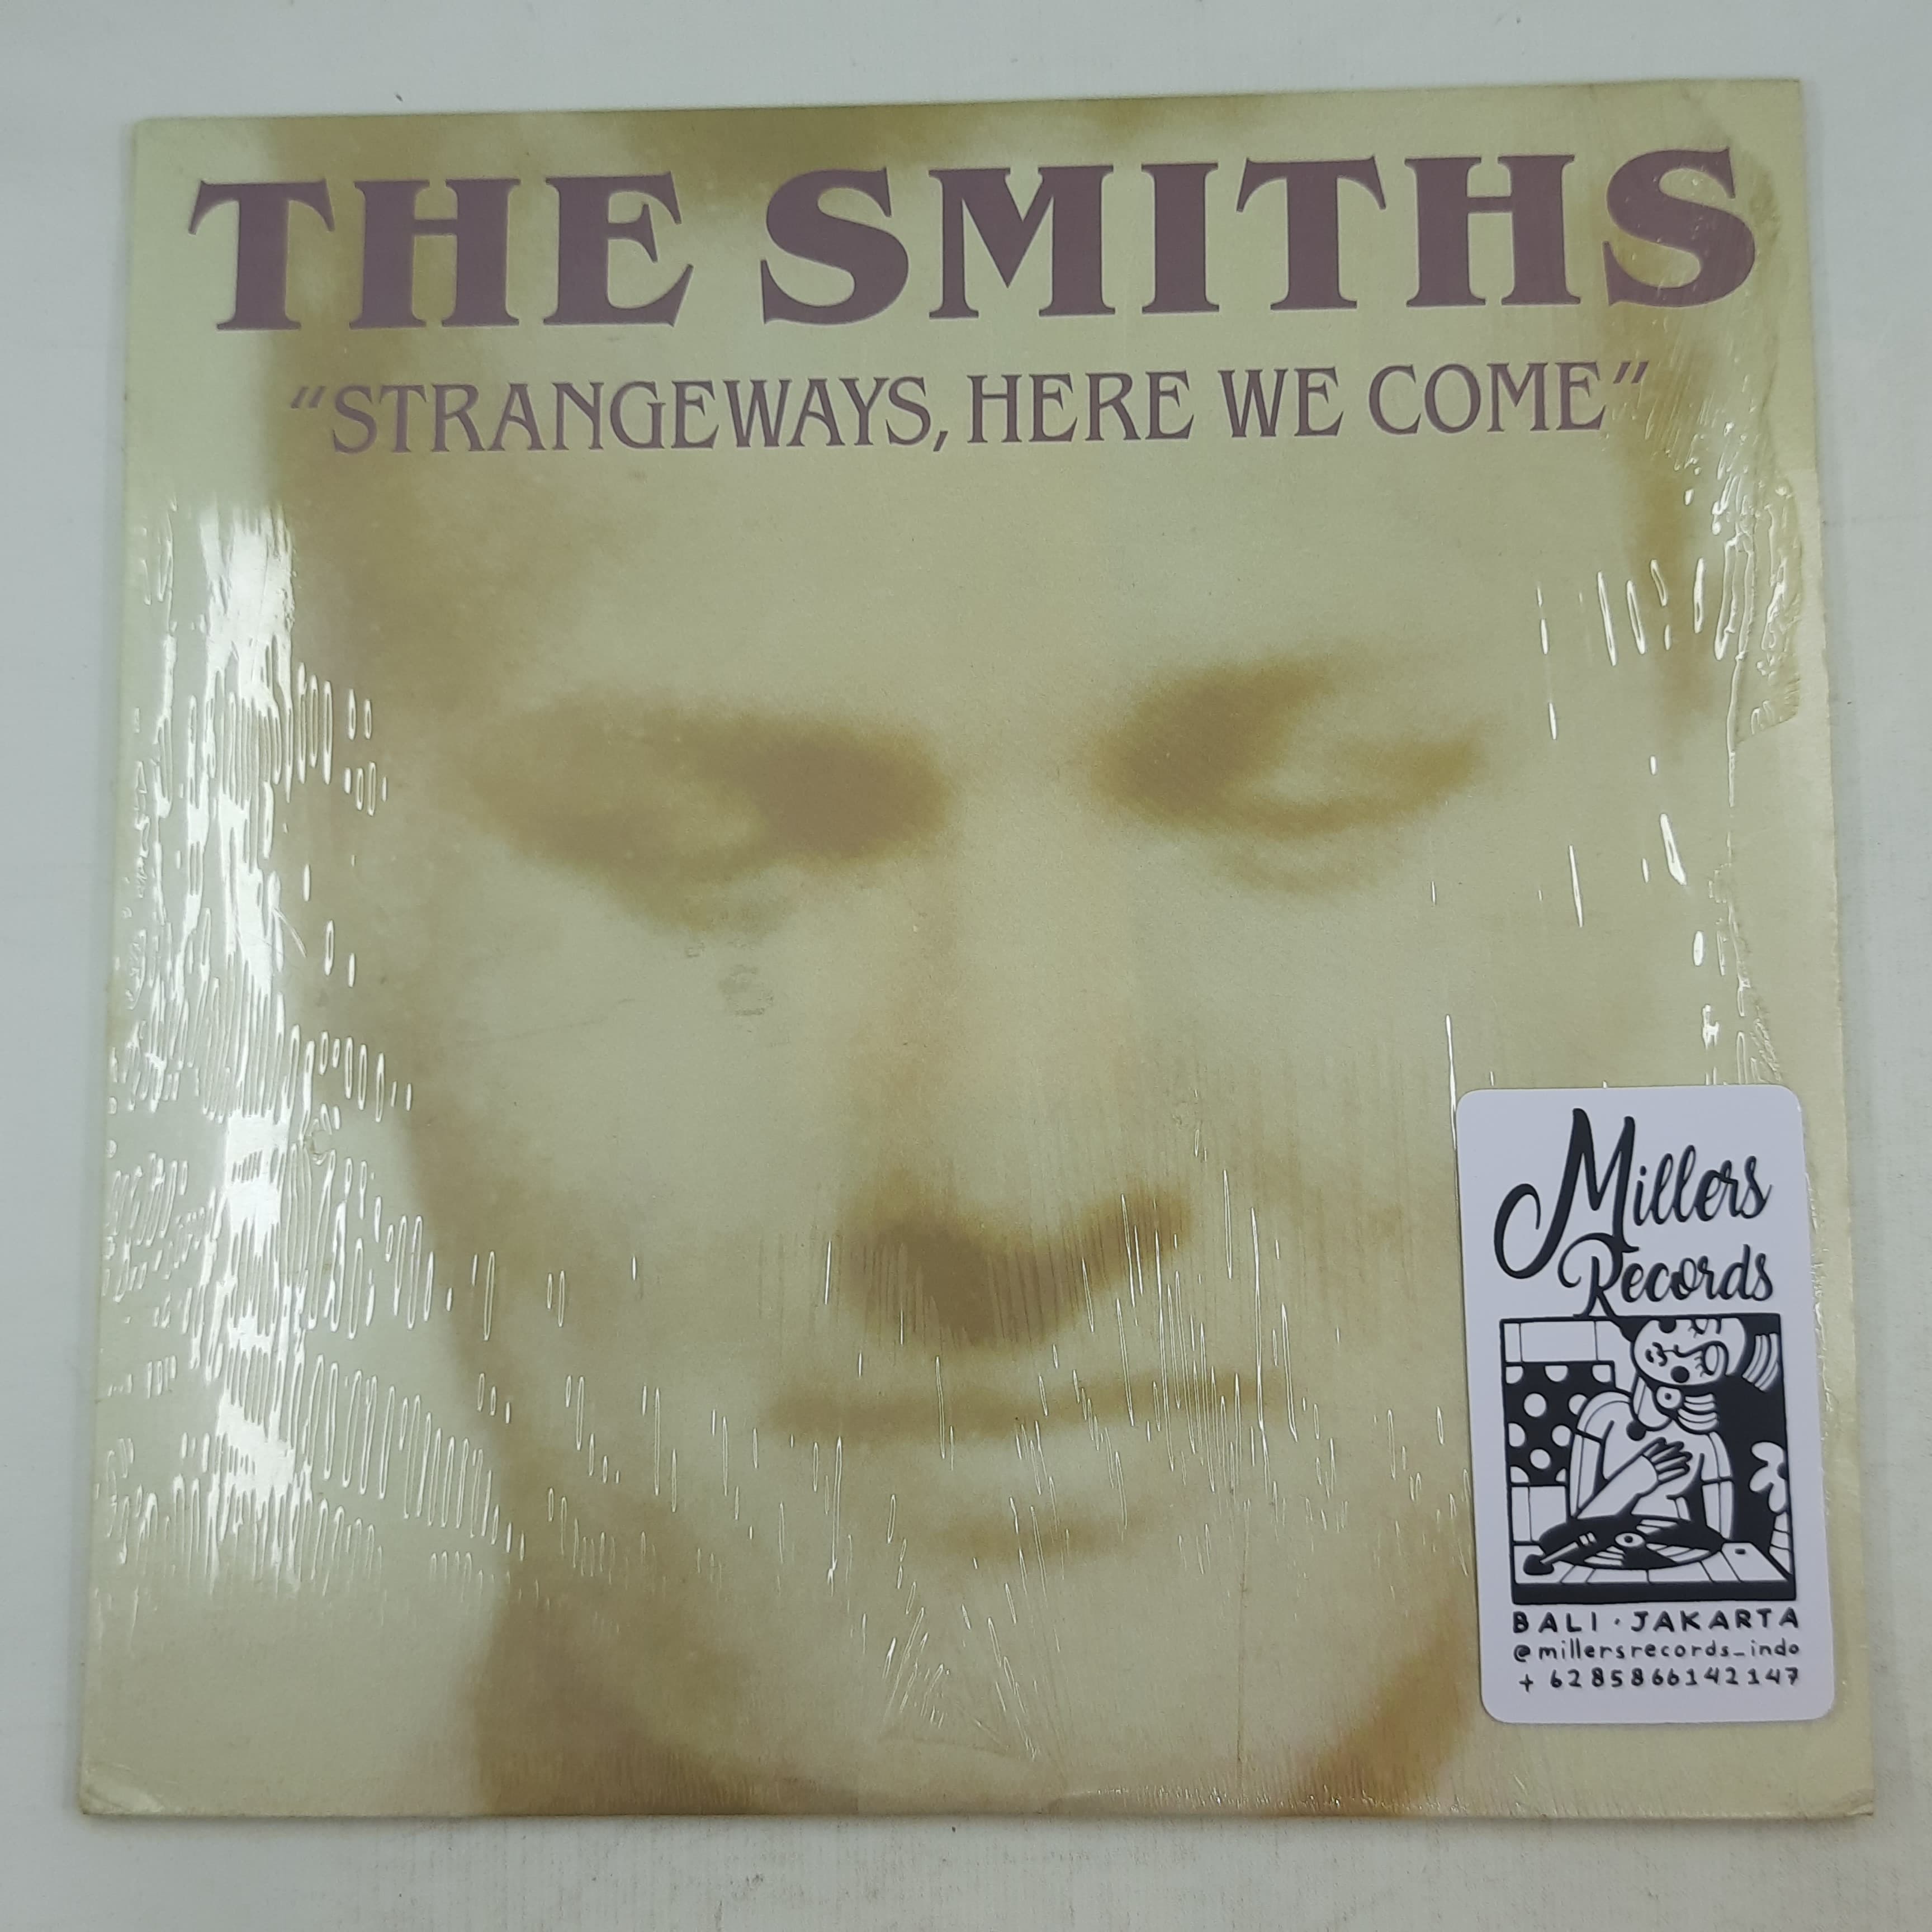 THE SMITHS
"STRANGEWAYS, HERE WE COME"
Millers
Records
BALI · JAKARTA
@millersrecords_indo
+ 6285866142147